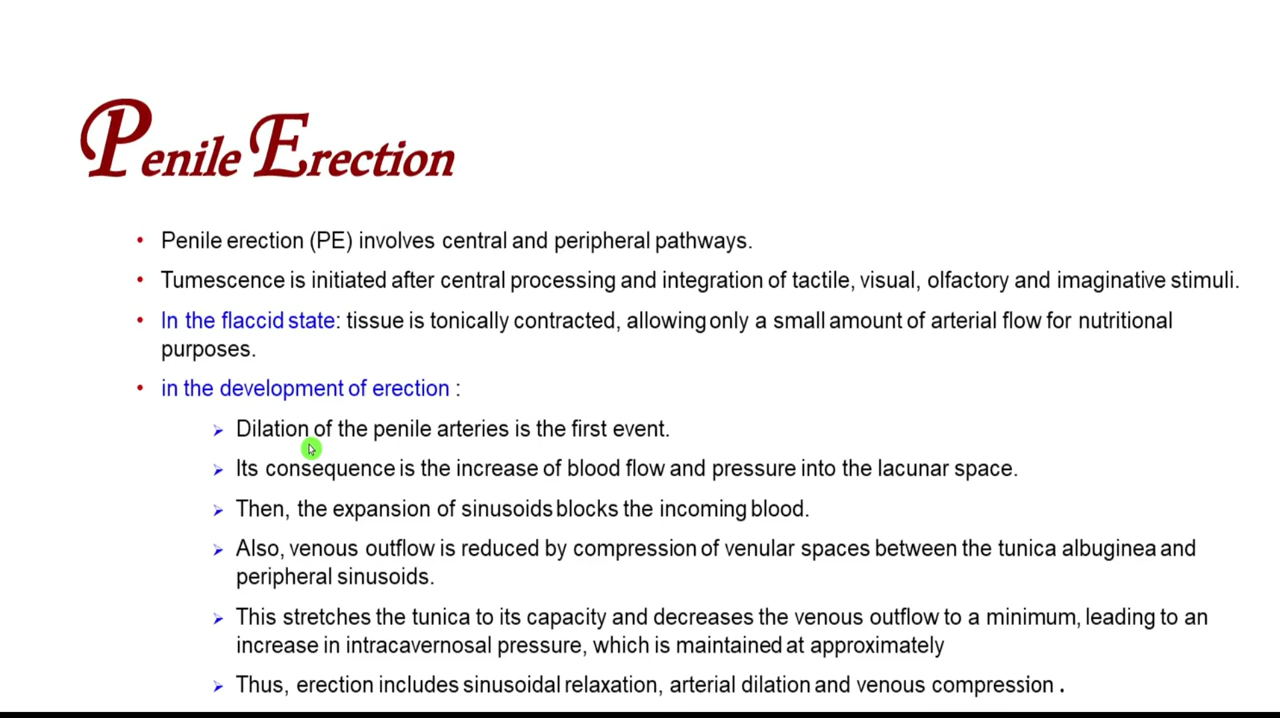 Penile Erection
• Penile erection (PE) involves central and peripheral pathways.
• Tumescence is initiated after central processing and integration of tactile, visual, olfactory and imaginative stimuli.
• In the flaccid state: tissue is tonically contracted, allowing only a small amount of arterial flow for nutritional
purposes.
• in the development of erection :
➢ Dilation of the penile arteries is the first event.
➢ Its consequence is the increase of blood flow and pressure into the lacunar space.
➢ Then, the expansion of sinusoids blocks the incoming blood.
➢ Also, venous outflow is reduced by compression of venular spaces between the tunica albuginea and
peripheral sinusoids.
➢ This stretches the tunica to its capacity and decreases the venous outflow to a minimum, leading to an
increase in intracavernosal pressure, which is maintained at approximately
➢ Thus, erection includes sinusoidal relaxation, arterial dilation and venous compression .